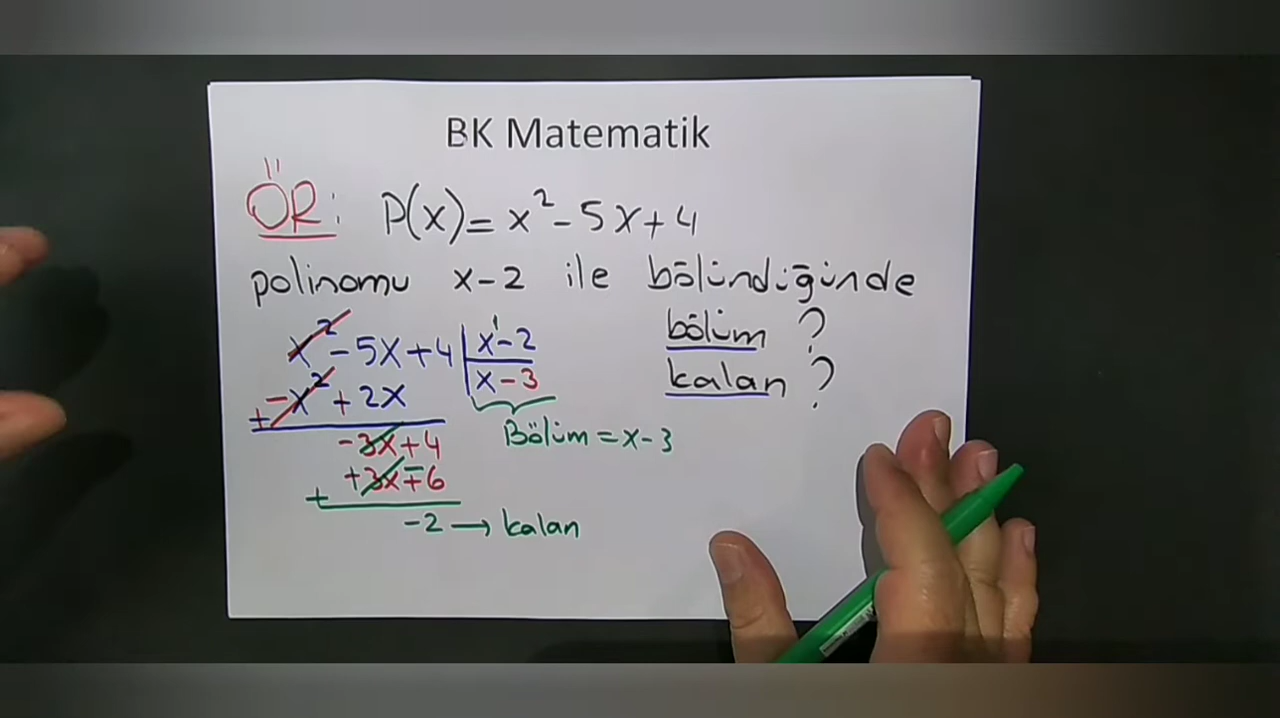 BK Matematik
ÖR: P(x)= x² - 5x + 4
polinomu x-2 ile bölündüğünde
bölüm ?
kalan ?
x² - 5x + 4 | x - 2
-x² + 2x | x - 3
+
Bölüm = x - 3
-3x + 4
+3x - 6
+
-2 → kalan